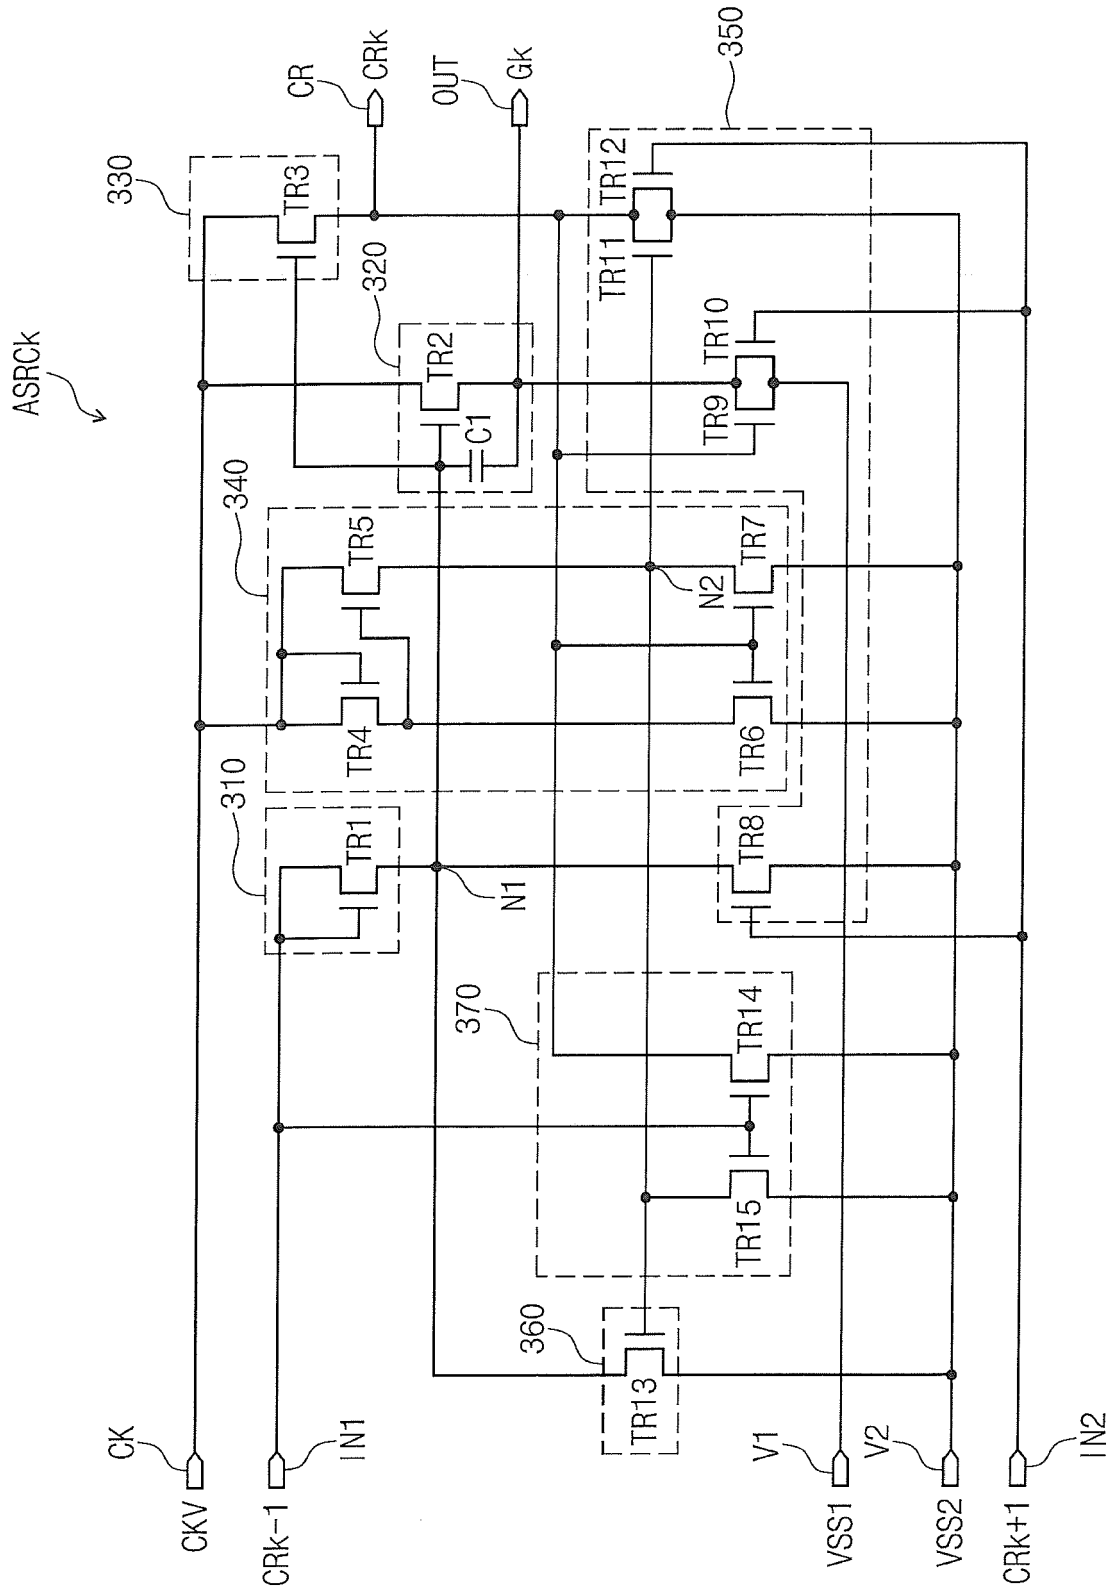 ASRCk
CK
CKV
CRk-1
IN1
V1
VSS1
V2
VSS2
CRk+1
IN2
310
TR1
N1
340
TR4
TR5
TR6
TR7
N2
320
TR2
C1
330
TR3
CR
CRk
OUT
Gk
350
TR8
TR9
TR10
TR11
TR12
360
TR13
370
TR14
TR15